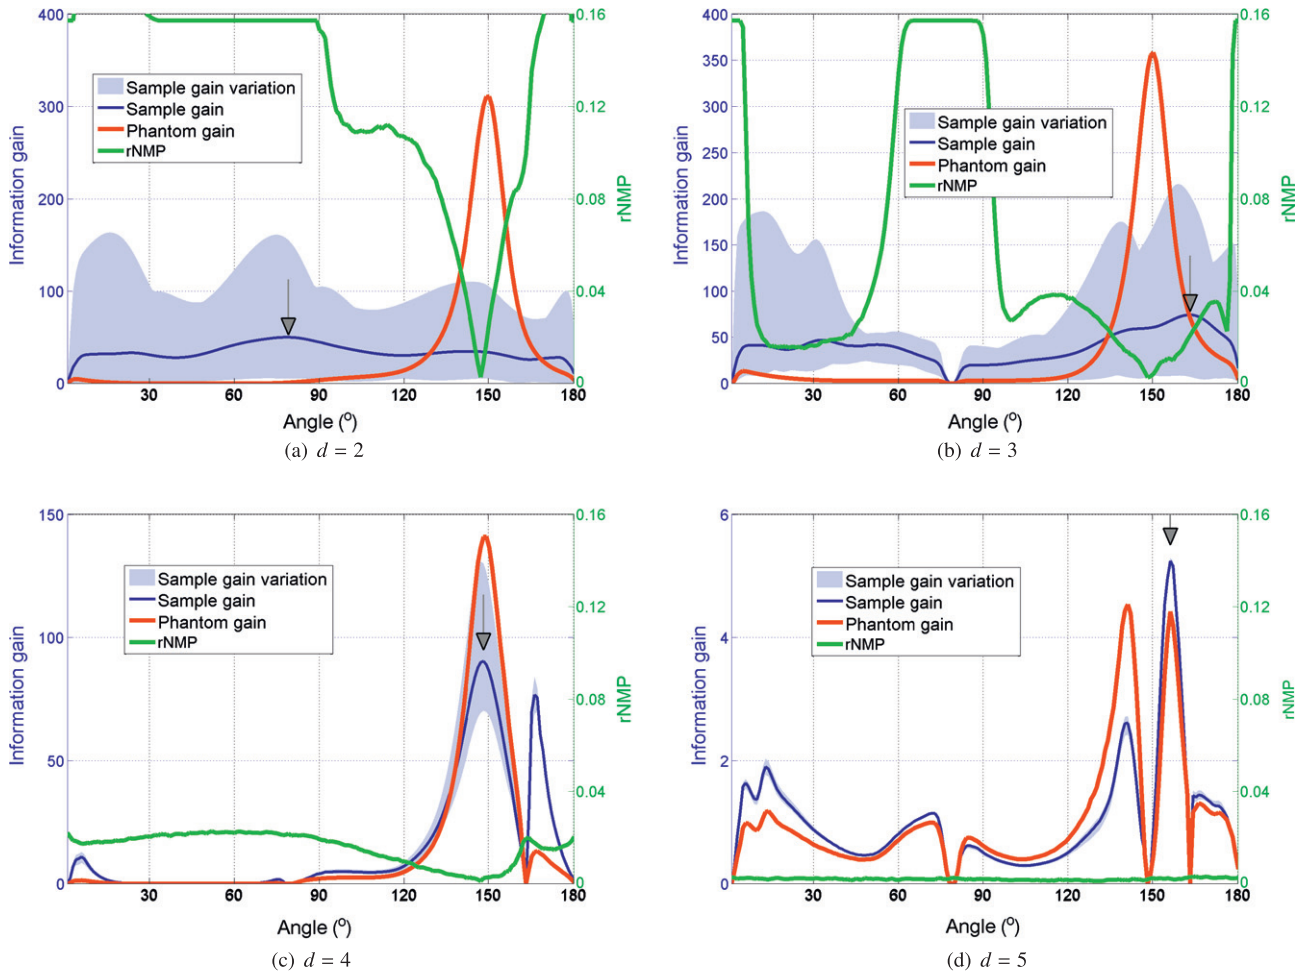 400
300
200
100
0
Information gain
0.16
0.12
0.08
0.04
0
rNMP
Sample gain variation
Sample gain
Phantom gain
rNMP
30 60 90 120 150 180
Angle (o)
(a) d = 2
400
350
300
250
200
150
100
50
0
Information gain
0.16
0.12
0.08
0.04
0
rNMP
Sample gain variation
Sample gain
Phantom gain
rNMP
30 60 90 120 150 180
Angle (o)
(b) d = 3
150
100
50
0
Information gain
0.16
0.12
0.08
0.04
0
rNMP
Sample gain variation
Sample gain
Phantom gain
rNMP
30 60 90 120 150 180
Angle (o)
(c) d = 4
6
4
2
0
Information gain
0.16
0.12
0.08
0.04
0
rNMP
Sample gain variation
Sample gain
Phantom gain
rNMP
30 60 90 120 150 180
Angle (o)
(d) d = 5